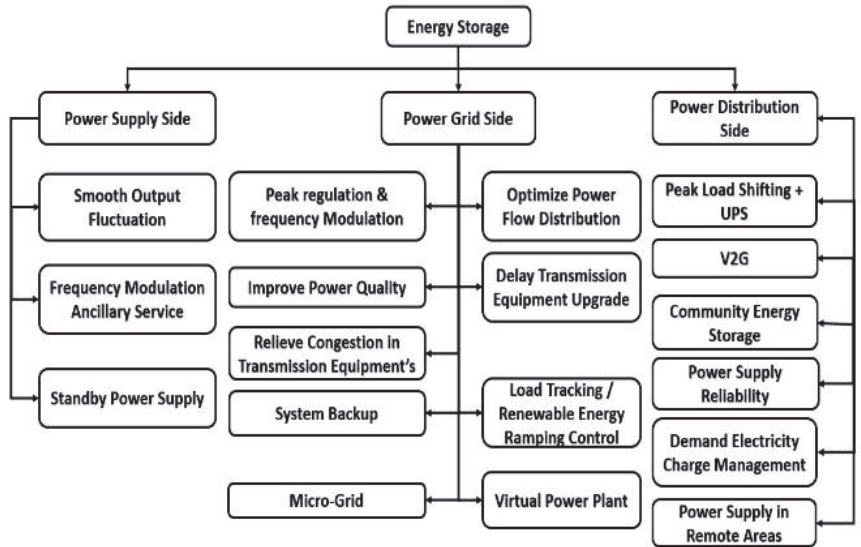 Energy Storage
Power Supply Side
Power Grid Side
Power Distribution
Side
Smooth Output
Fluctuation
Frequency Modulation
Ancillary Service
Standby Power Supply
Peak regulation &
frequency Modulation
Improve Power Quality
Relieve Congestion in
Transmission Equipment's
System Backup
Micro-Grid
Optimize Power
Flow Distribution
Delay Transmission
Equipment Upgrade
Load Tracking /
Renewable Energy
Ramping Control
Virtual Power Plant
Peak Load Shifting +
UPS
V2G
Community Energy
Storage
Power Supply
Reliability
Demand Electricity
Charge Management
Power Supply in
Remote Areas